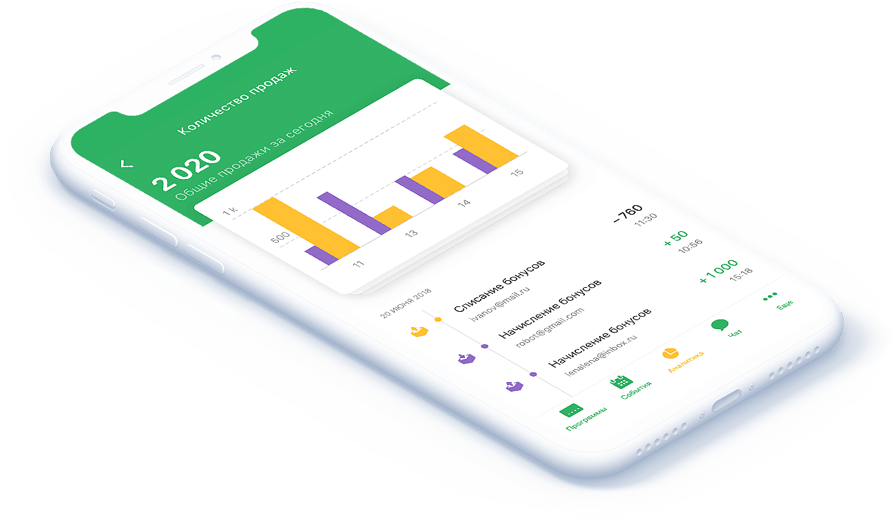 Количество продаж
2 020
Общие продажи за сегодня
1 k
500
11
13
14
15
20 июня 2018
Списание бонусов
−760
ivanov@mail.ru
11:30
Начисление бонусов
+ 50
robot@gmail.com
10:56
Начисление бонусов
+ 1 000
lenalena@inbox.ru
15:18
Программы
События
Аналитика
Чат